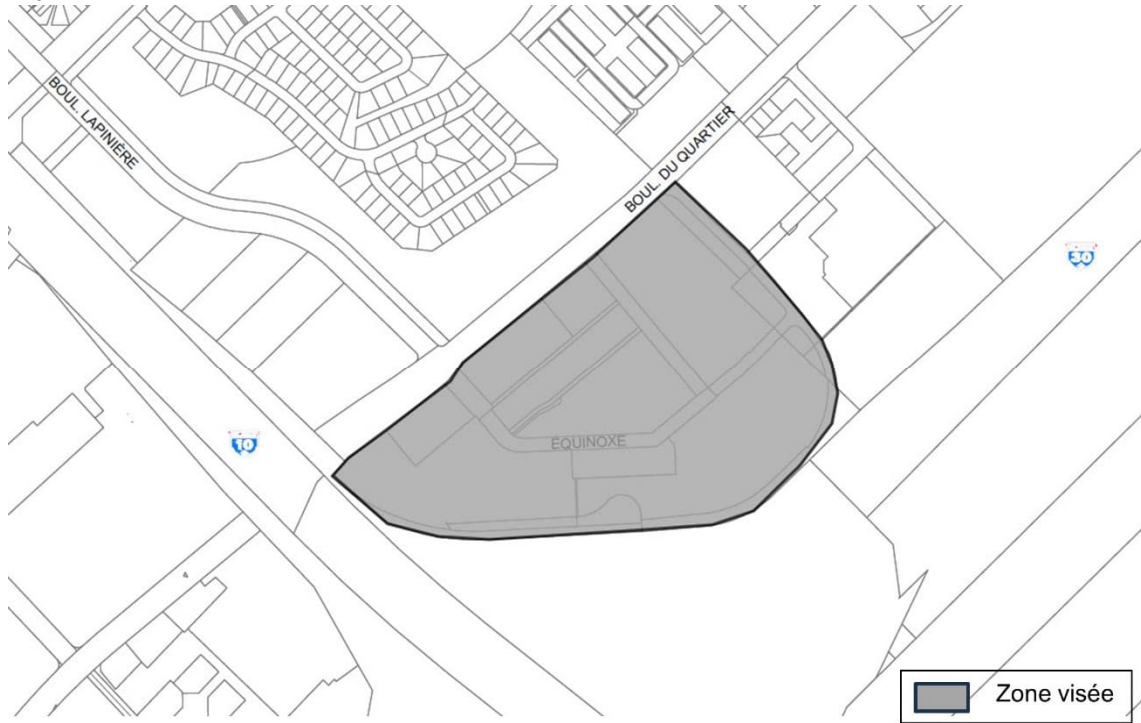 BOUL. LAPINIÈRE
BOUL. DU QUARTIER
30
10
ÉQUINOXE
Zone visée